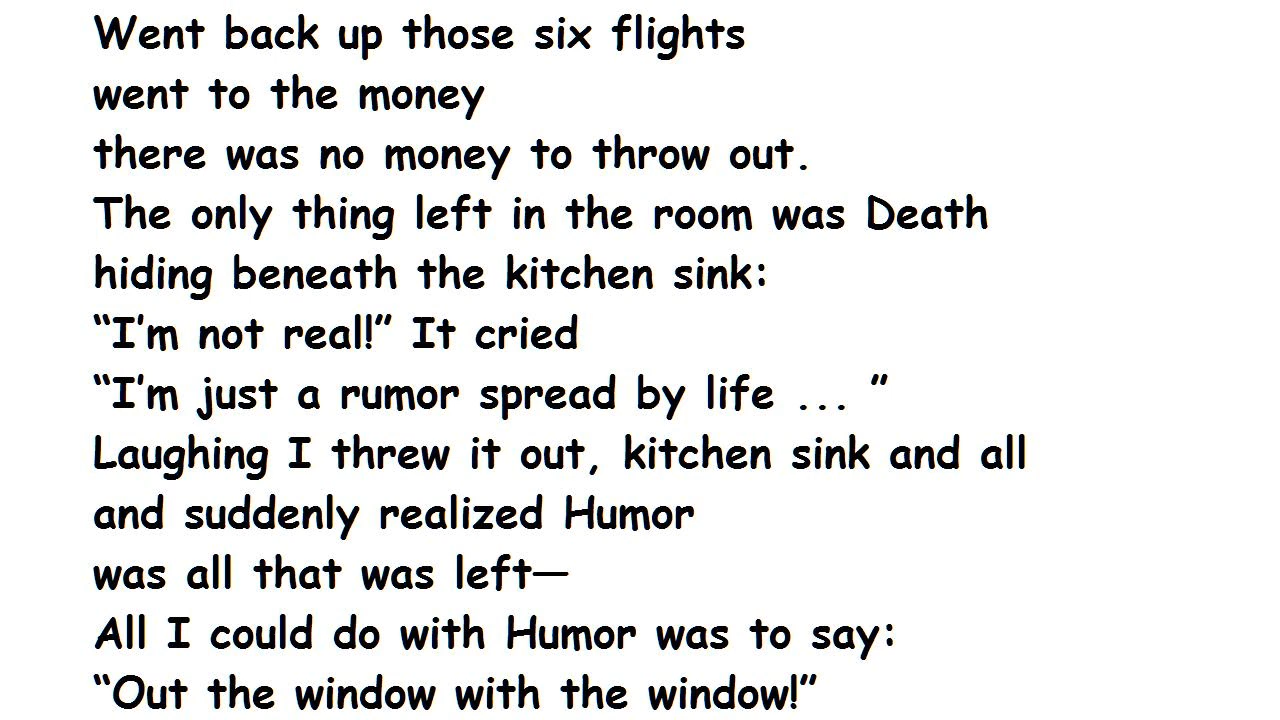 Went back up those six flights
went to the money
there was no money to throw out.
The only thing left in the room was Death
hiding beneath the kitchen sink:
“I’m not real!” It cried
“I’m just a rumor spread by life ... ”
Laughing I threw it out, kitchen sink and all
and suddenly realized Humor
was all that was left—
All I could do with Humor was to say:
“Out the window with the window!”